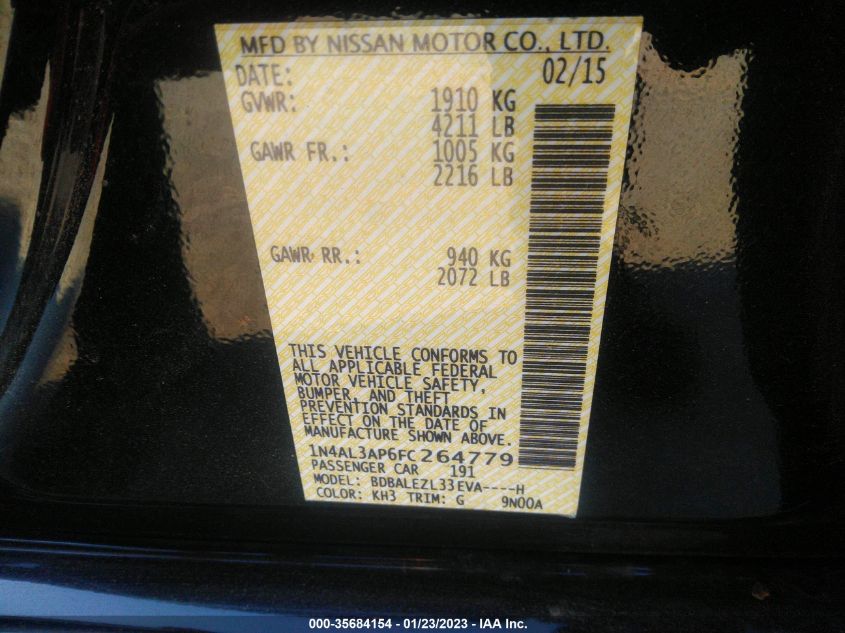 MFD BY NISSAN MOTOR CO., LTD.
DATE: 02/15
GVWR: 1910 KG
4211 LB
GAWR FR.: 1005 KG
2216 LB
GAWR RR.: 940 KG
2072 LB
THIS VEHICLE CONFORMS TO
ALL APPLICABLE FEDERAL
MOTOR VEHICLE SAFETY,
BUMPER, AND THEFT
PREVENTION STANDARDS IN
EFFECT ON THE DATE OF
MANUFACTURE SHOWN ABOVE.
1N4AL3AP6FC264779
PASSENGER CAR 191
MODEL: BDBALEZL33EVA----H
COLOR: KH3 TRIM: G 9N00A
000-35684154 - 01/23/2023 - IAA Inc.